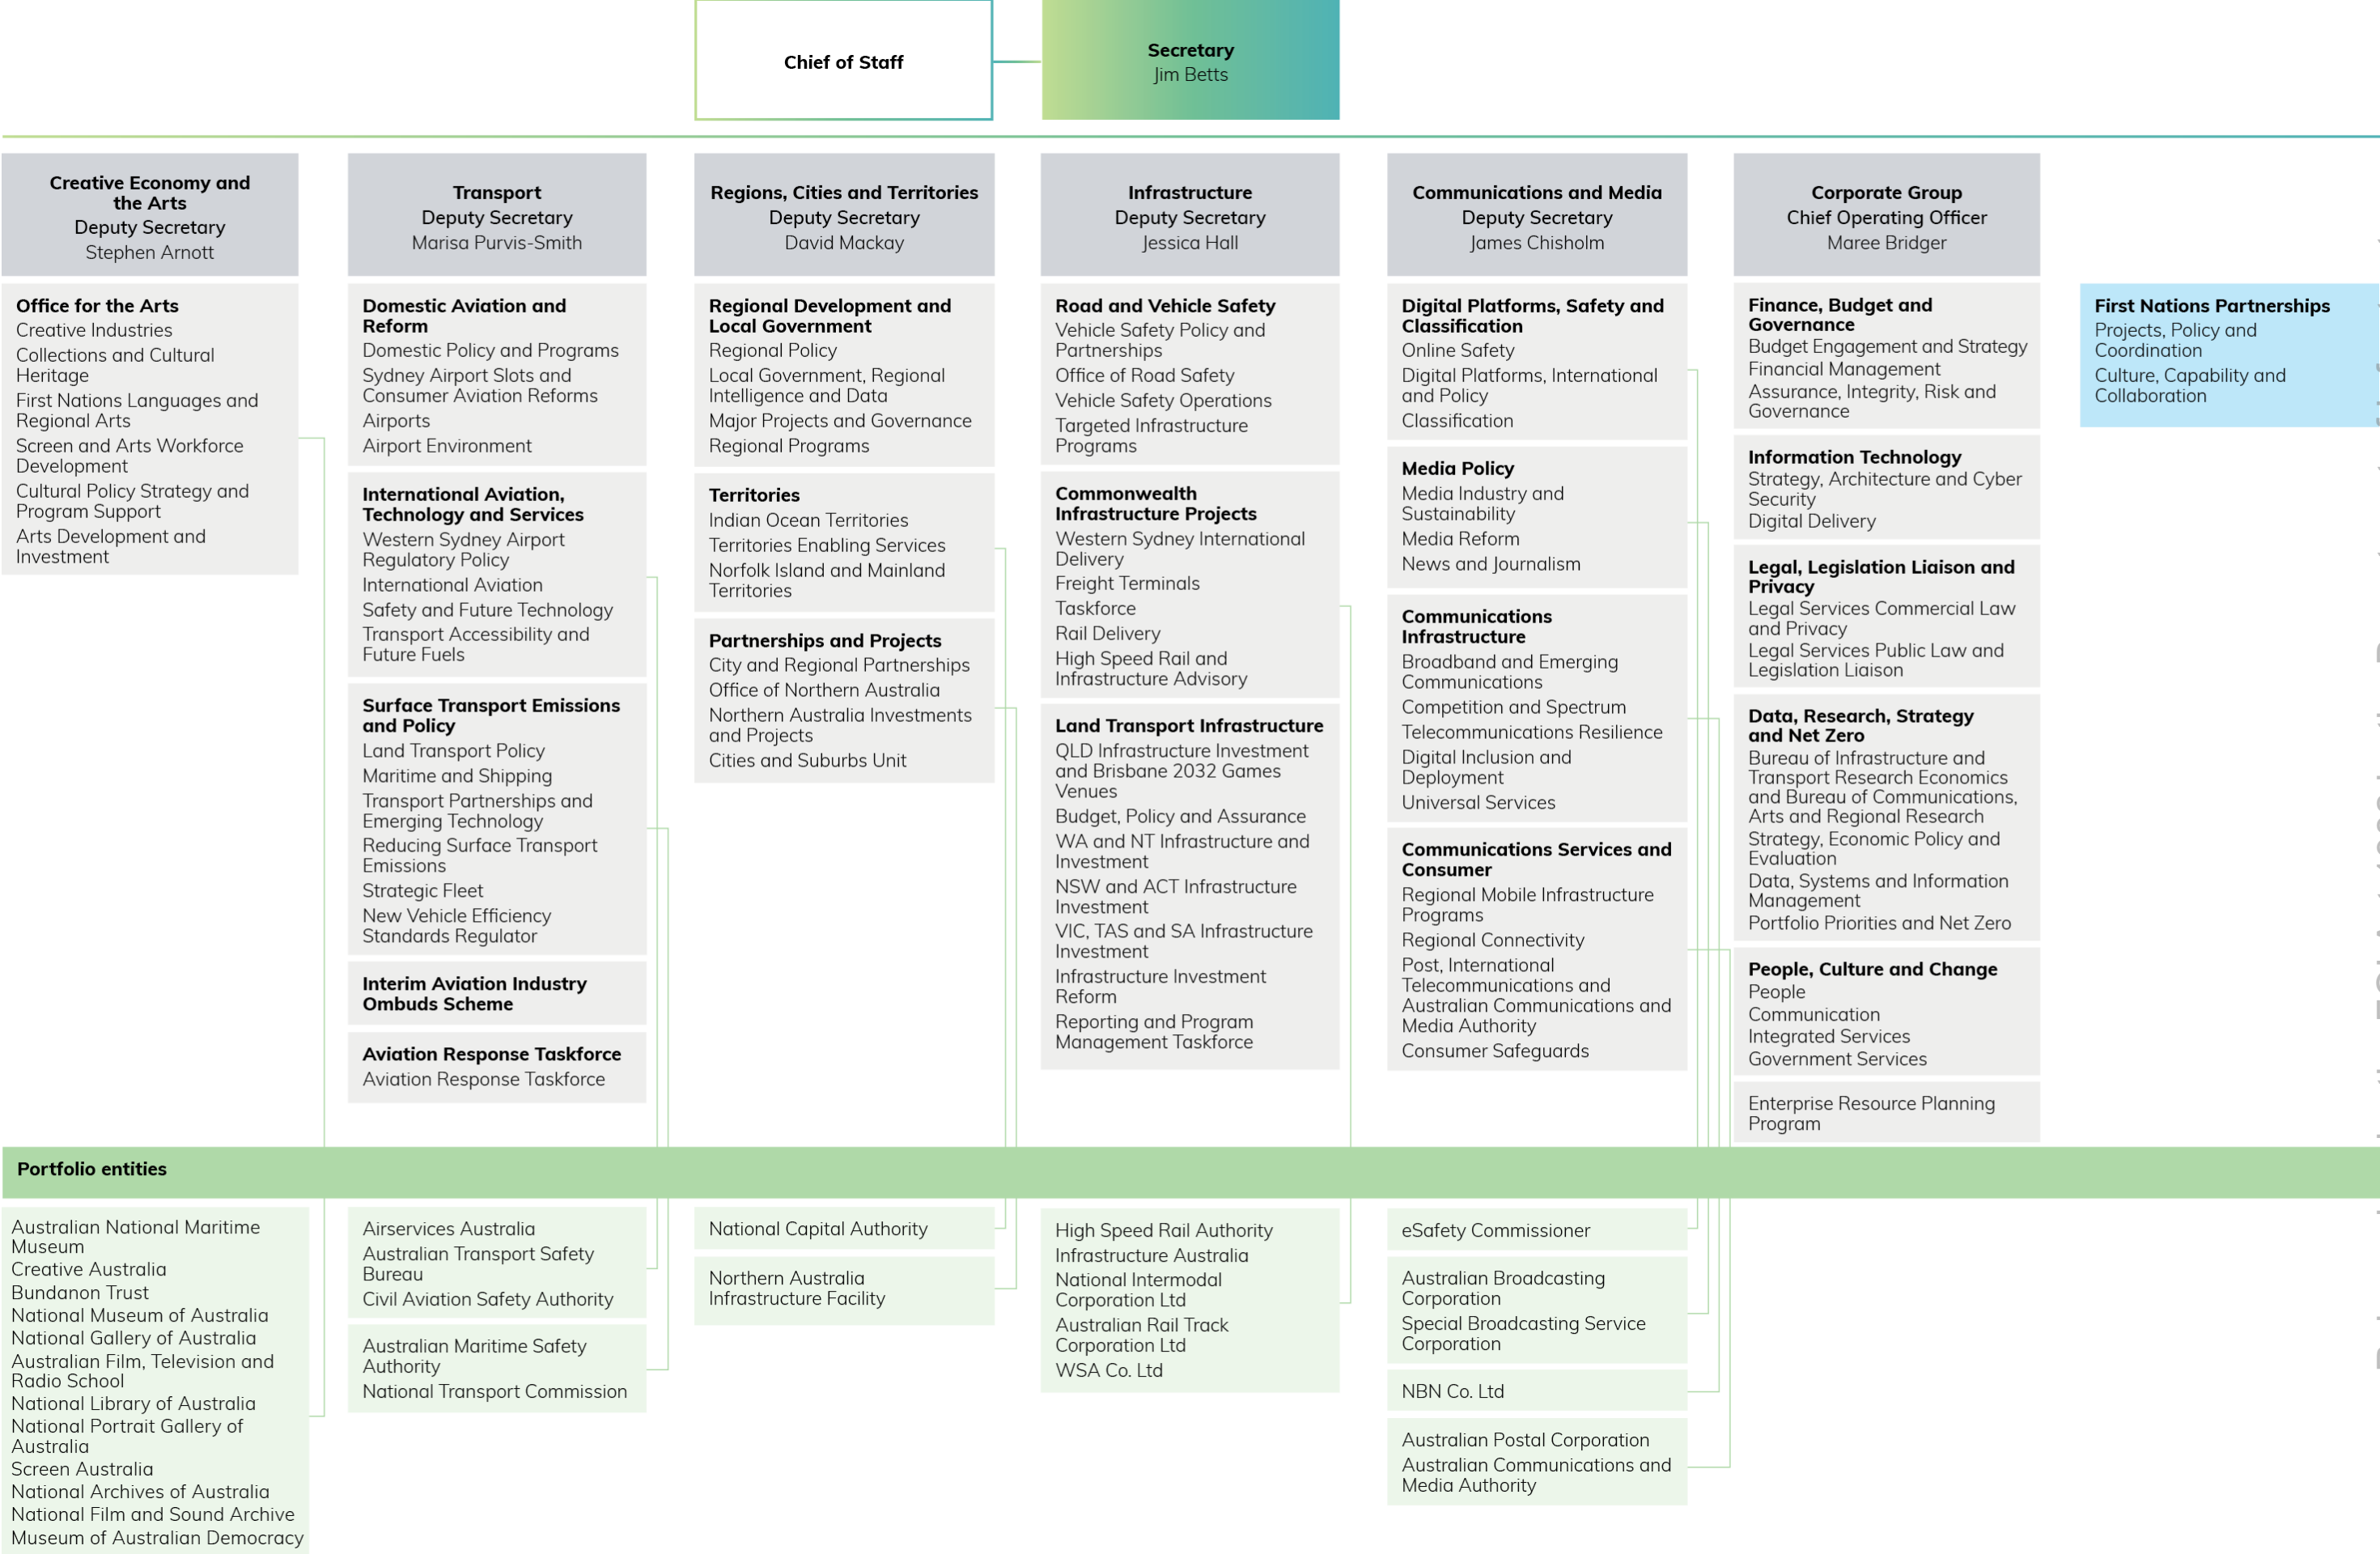 Chief of Staff
Secretary
Jim Betts
Creative Economy and
the Arts
Deputy Secretary
Stephen Arnott
Office for the Arts
Creative Industries
Collections and Cultural
Heritage
First Nations Languages and
Regional Arts
Screen and Arts Workforce
Development
Cultural Policy Strategy and
Program Support
Arts Development and
Investment
Transport
Deputy Secretary
Marisa Purvis-Smith
Domestic Aviation and
Reform
Domestic Policy and Programs
Sydney Airport Slots and
Consumer Aviation Reforms
Airports
Airport Environment
International Aviation,
Technology and Services
Western Sydney Airport
Regulatory Policy
International Aviation
Safety and Future Technology
Transport Accessibility and
Future Fuels
Surface Transport Emissions
and Policy
Land Transport Policy
Maritime and Shipping
Transport Partnerships and
Emerging Technology
Reducing Surface Transport
Emissions
Strategic Fleet
New Vehicle Efficiency
Standards Regulator
Interim Aviation Industry
Ombuds Scheme
Aviation Response Taskforce
Aviation Response Taskforce
Regions, Cities and Territories
Deputy Secretary
David Mackay
Regional Development and
Local Government
Regional Policy
Local Government, Regional
Intelligence and Data
Major Projects and Governance
Regional Programs
Territories
Indian Ocean Territories
Territories Enabling Services
Norfolk Island and Mainland
Territories
Partnerships and Projects
City and Regional Partnerships
Office of Northern Australia
Northern Australia Investments
and Projects
Cities and Suburbs Unit
Infrastructure
Deputy Secretary
Jessica Hall
Road and Vehicle Safety
Vehicle Safety Policy and
Partnerships
Office of Road Safety
Vehicle Safety Operations
Targeted Infrastructure
Programs
Commonwealth
Infrastructure Projects
Western Sydney International
Delivery
Freight Terminals
Taskforce
Rail Delivery
High Speed Rail and
Infrastructure Advisory
Land Transport Infrastructure
QLD Infrastructure Investment
and Brisbane 2032 Games
Venues
Budget, Policy and Assurance
WA and NT Infrastructure and
Investment
NSW and ACT Infrastructure
Investment
VIC, TAS and SA Infrastructure
Investment
Infrastructure Investment
Reform
Reporting and Program
Management Taskforce
Communications and Media
Deputy Secretary
James Chisholm
Digital Platforms, Safety and
Classification
Online Safety
Digital Platforms, International
and Policy
Classification
Media Policy
Media Industry and
Sustainability
Media Reform
News and Journalism
Communications
Infrastructure
Broadband and Emerging
Communications
Competition and Spectrum
Telecommunications Resilience
Digital Inclusion and
Deployment
Universal Services
Communications Services and
Consumer
Regional Mobile Infrastructure
Programs
Regional Connectivity
Post, International
Telecommunications and
Australian Communications and
Media Authority
Consumer Safeguards
Corporate Group
Chief Operating Officer
Maree Bridger
Finance, Budget and
Governance
Budget Engagement and Strategy
Financial Management
Assurance, Integrity, Risk and
Governance
Information Technology
Strategy, Architecture and Cyber
Security
Digital Delivery
Legal, Legislation Liaison and
Privacy
Legal Services Commercial Law
and Privacy
Legal Services Public Law and
Legislation Liaison
Data, Research, Strategy
and Net Zero
Bureau of Infrastructure and
Transport Research Economics
and Bureau of Communications,
Arts and Regional Research
Strategy, Economic Policy and
Evaluation
Data, Systems and Information
Management
Portfolio Priorities and Net Zero
People, Culture and Change
People
Communication
Integrated Services
Government Services
Enterprise Resource Planning
Program
First Nations Partnerships
Projects, Policy and
Coordination
Culture, Capability and
Collaboration
Portfolio entities
Australian National Maritime
Museum
Creative Australia
Bundanon Trust
National Museum of Australia
National Gallery of Australia
Australian Film, Television and
Radio School
National Library of Australia
National Portrait Gallery of
Australia
Screen Australia
National Archives of Australia
National Film and Sound Archive
Museum of Australian Democracy
Airservices Australia
Australian Transport Safety
Bureau
Civil Aviation Safety Authority
Australian Maritime Safety
Authority
National Transport Commission
National Capital Authority
Northern Australia
Infrastructure Facility
High Speed Rail Authority
Infrastructure Australia
National Intermodal
Corporation Ltd
Australian Rail Track
Corporation Ltd
WSA Co. Ltd
eSafety Commissioner
Australian Broadcasting
Corporation
Special Broadcasting Service
Corporation
NBN Co. Ltd
Australian Postal Corporation
Australian Communications and
Media Authority